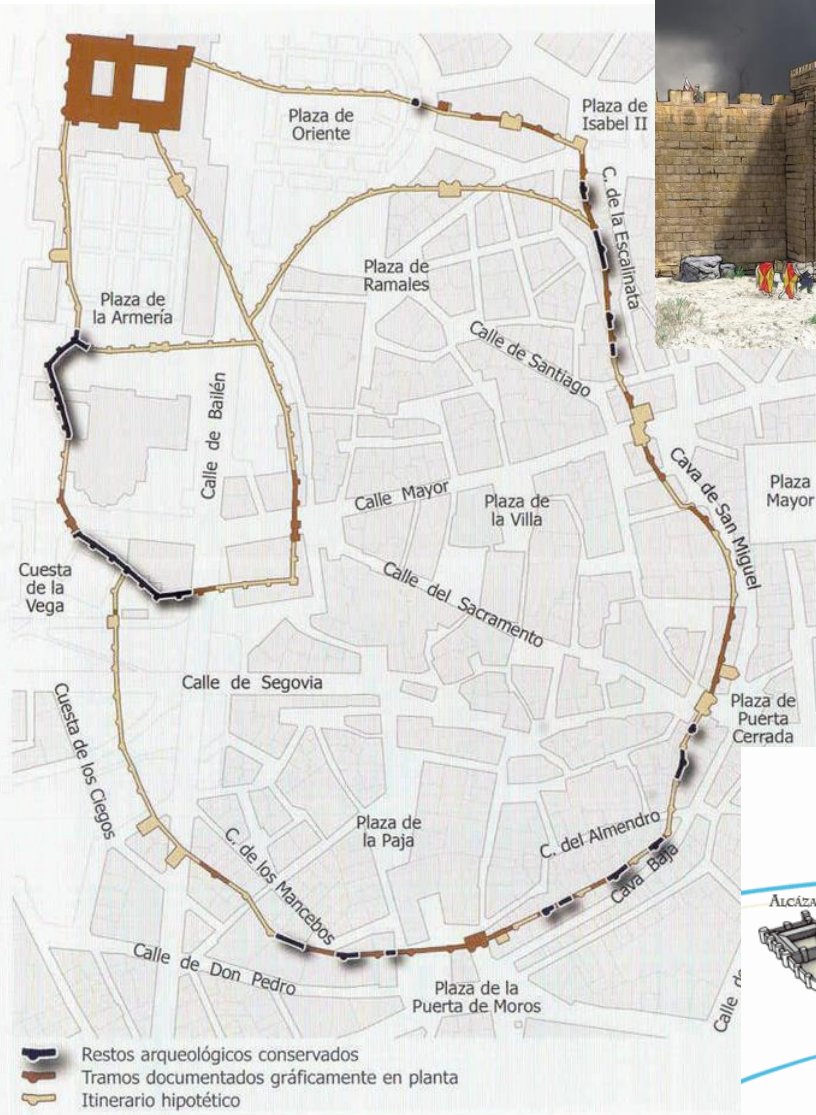 Plaza de
Oriente
Plaza de
Isabel II
C. de la Escalinata
Plaza de
Ramales
Plaza de
la Armería
Calle de Santiago
Calle de Bailén
Calle Mayor
Plaza de
la Villa
Cava de San Miguel
Plaza
Mayor
Cuesta
de la
Vega
Calle del Sacramento
Calle de Segovia
Plaza de
Puerta
Cerrada
Cuesta de los Ciegos
Plaza de
la Paja
C. del Almendro
C. de los Mancebos
Cava Baja
Calle de Don Pedro
Plaza de la
Puerta de Moros
Calle
Restos arqueológicos conservados
Tramos documentados gráficamente en planta
Itinerario hipotético